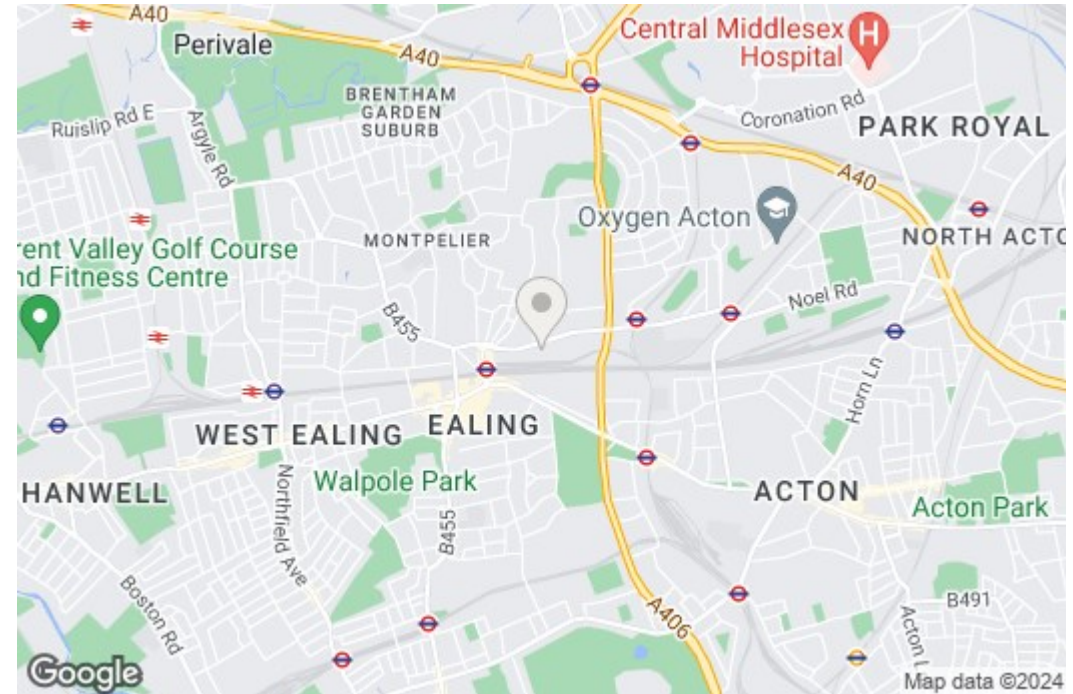 A40
Perivale
A40
Central Middlesex
Hospital
H
BRENTHAM
GARDEN
SUBURB
Coronation Rd
PARK ROYAL
Ruislip Rd E
Argyle Rd
A40
Oxygen Acton
MONTPELIER
NORTH ACTO
rent Valley Golf Course
nd Fitness Centre
B455
Noel Rd
Horn Ln
WEST EALING
EALING
HANWELL
Walpole Park
ACTON
Acton Park
Northfield Ave
B455
Boston Rd
A406
B491
Acton L
Google
Map data ©2024